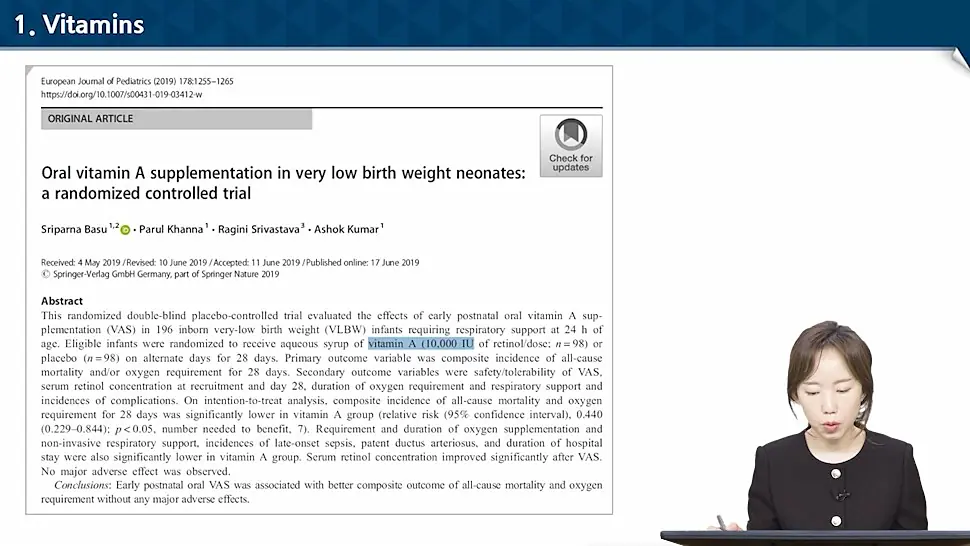 1. Vitamins
European Journal of Pediatrics (2019) 178:1255–1265
https://doi.org/10.1007/s00431-019-03412-w
ORIGINAL ARTICLE
Check for
updates
Oral vitamin A supplementation in very low birth weight neonates:
a randomized controlled trial
Sriparna Basu 1,2 · Parul Khanna 1 · Ragini Srivastava 3 · Ashok Kumar 1
Received: 4 May 2019 / Revised: 10 June 2019 / Accepted: 11 June 2019 / Published online: 17 June 2019
© Springer-Verlag GmbH Germany, part of Springer Nature 2019
Abstract
This randomized double-blind placebo-controlled trial evaluated the effects of early postnatal oral vitamin A sup-
plementation (VAS) in 196 inborn very-low birth weight (VLBW) infants requiring respiratory support at 24 h of
age. Eligible infants were randomized to receive aqueous syrup of vitamin A (10,000 IU of retinol/dose; n = 98) or
placebo (n = 98) on alternate days for 28 days. Primary outcome variable was composite incidence of all-cause
mortality and/or oxygen requirement for 28 days. Secondary outcome variables were safety/tolerability of VAS,
serum retinol concentration at recruitment and day 28, duration of oxygen requirement and respiratory support and
incidences of complications. On intention-to-treat analysis, composite incidence of all-cause mortality and oxygen
requirement for 28 days was significantly lower in vitamin A group (relative risk (95% confidence interval), 0.440
(0.229–0.844); p < 0.05, number needed to benefit, 7). Requirement and duration of oxygen supplementation and
non-invasive respiratory support, incidences of late-onset sepsis, patent ductus arteriosus, and duration of hospital
stay were also significantly lower in vitamin A group. Serum retinol concentration improved significantly after VAS.
No major adverse effect was observed.
Conclusions: Early postnatal oral VAS was associated with better composite outcome of all-cause mortality and oxygen
requirement without any major adverse effects.